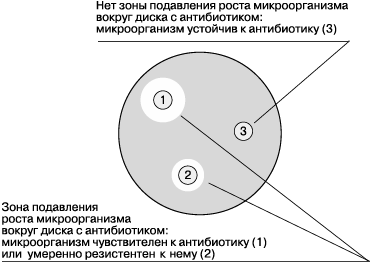 Нет зоны подавления роста микроорганизма
вокруг диска с антибиотиком:
микроорганизм устойчив к антибиотику (3)
1
3
2
Зона подавления
роста микроорганизма
вокруг диска с антибиотиком:
микроорганизм чувствителен к антибиотику (1)
или умеренно резистентен к нему (2)